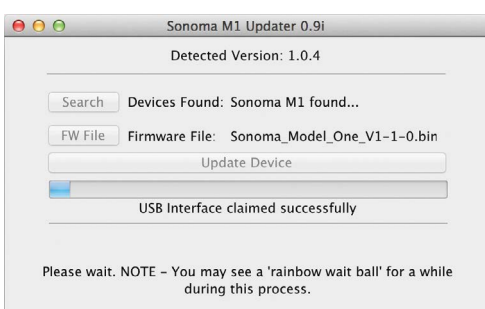 Sonoma M1 Updater 0.9i
Detected Version: 1.0.4
Search Devices Found: Sonoma M1 found...
FW File Firmware File: Sonoma_Model_One_V1-1-0.bin
Update Device
USB Interface claimed successfully
Please wait. NOTE – You may see a 'rainbow wait ball' for a while
during this process.